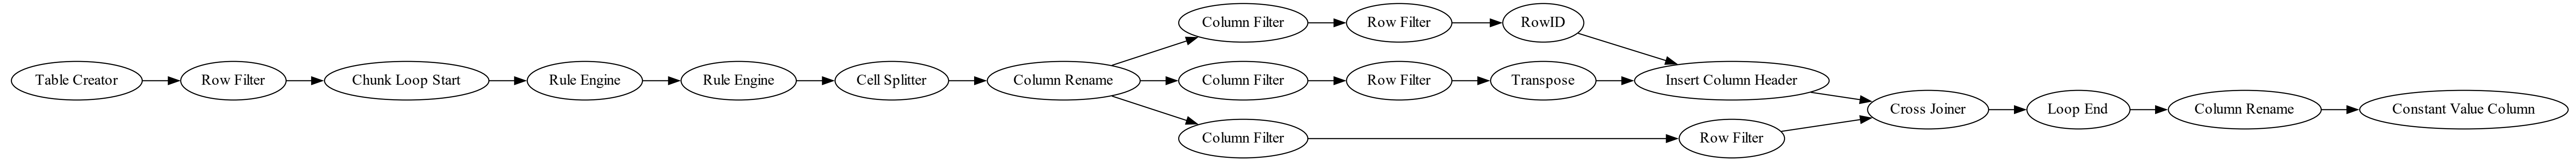 Table Creator
Row Filter
Chunk Loop Start
Rule Engine
Rule Engine
Cell Splitter
Column Rename
Column Filter
Row Filter
RowID
Column Filter
Row Filter
Transpose
Insert Column Header
Column Filter
Row Filter
Cross Joiner
Loop End
Column Rename
Constant Value Column